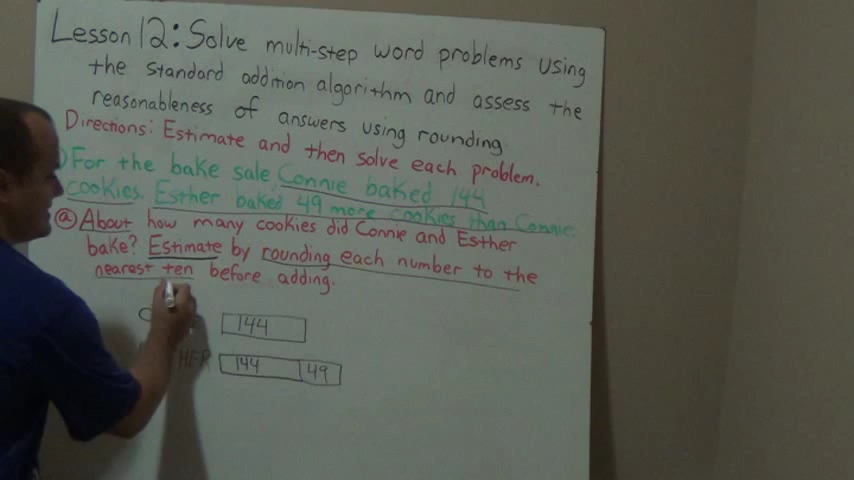 Lesson 12: Solve multi-step word problems using
the standard addition algorithm and assess the
reasonableness of answers using rounding.
Directions: Estimate and then solve each problem.
For the bake sale, Connie baked 144
cookies. Esther baked 49 more cookies than Connie.
ⓐ About how many cookies did Connie and Esther
bake? Estimate by rounding each number to the
nearest ten before adding.
144
144 49